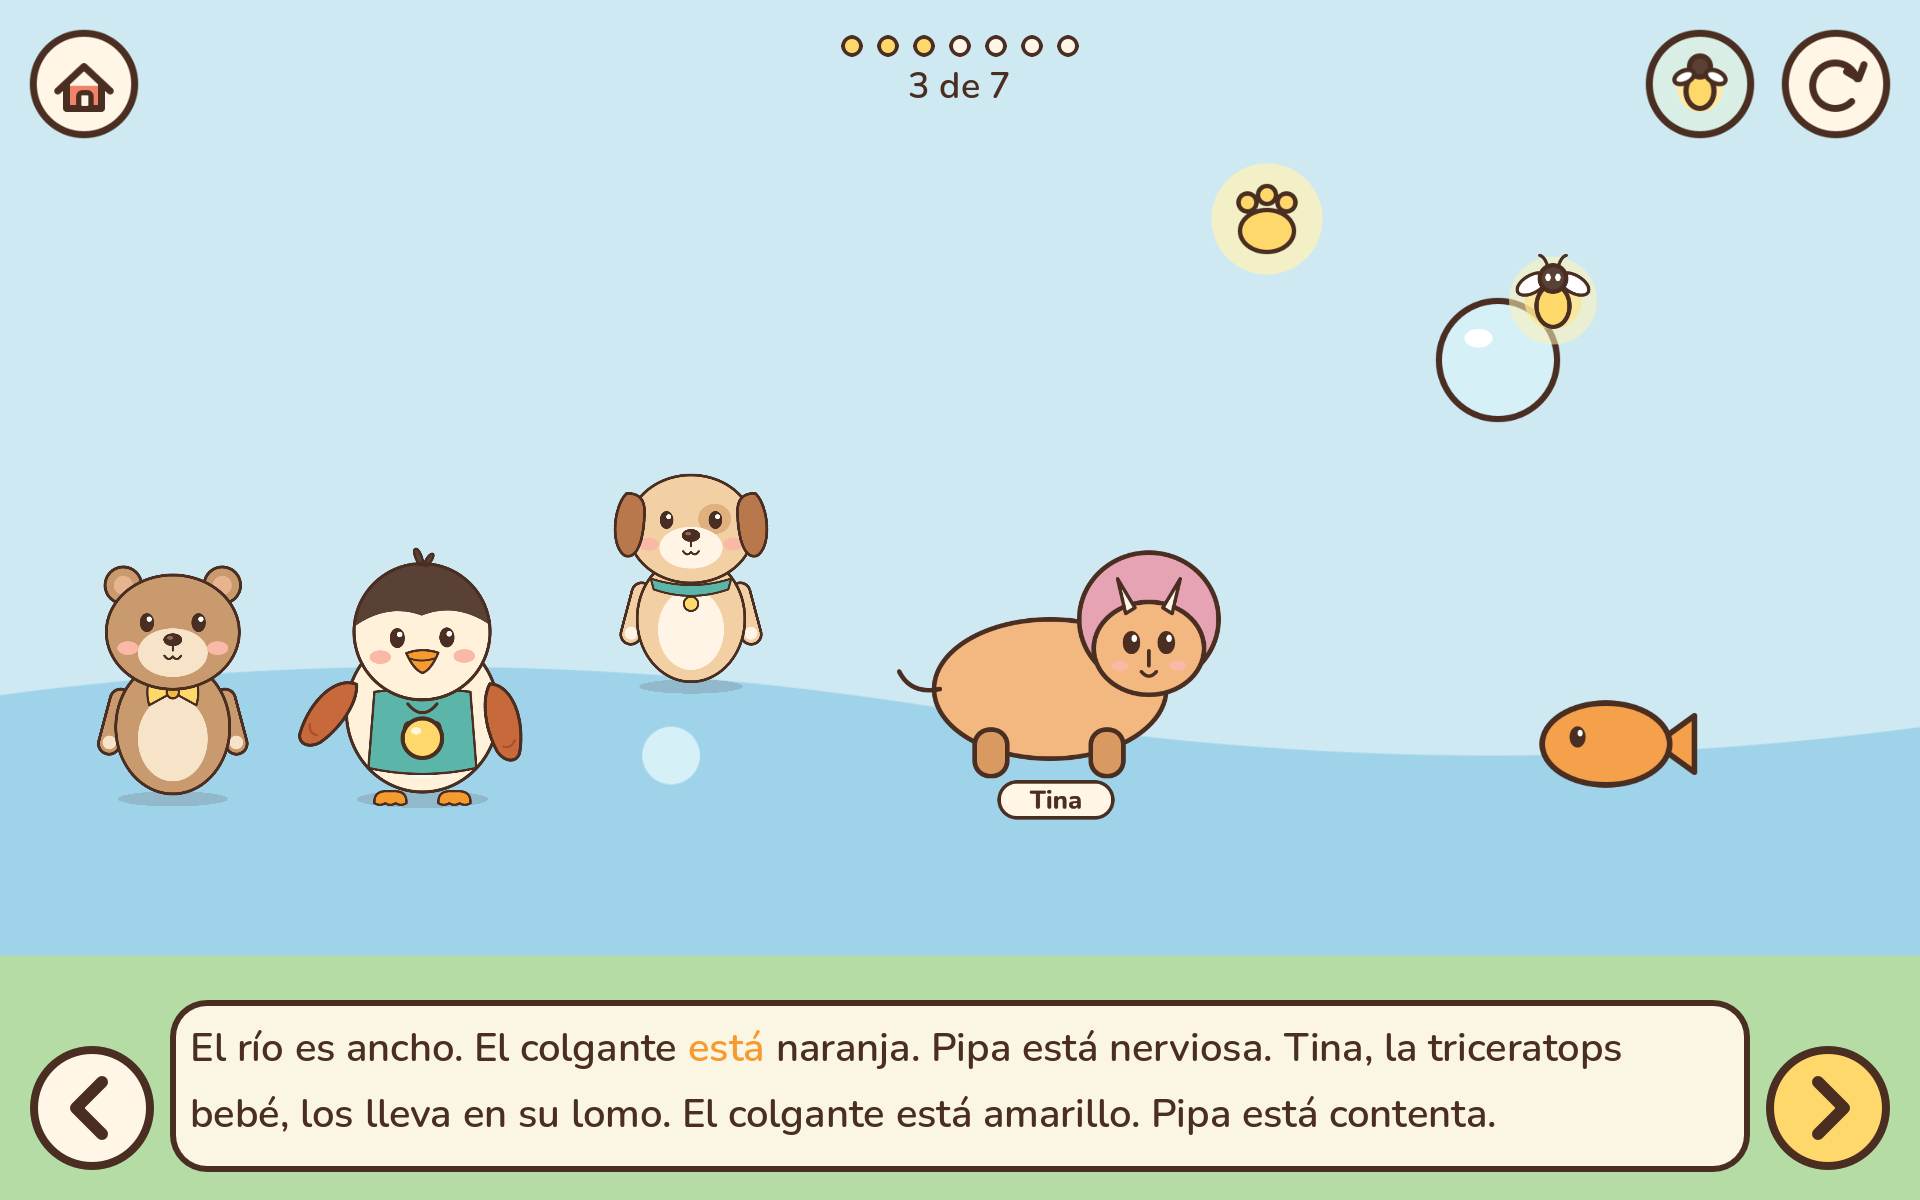 3 de 7
Tina
El río es ancho. El colgante está naranja. Pipa está nerviosa. Tina, la triceratops
bebé, los lleva en su lomo. El colgante está amarillo. Pipa está contenta.